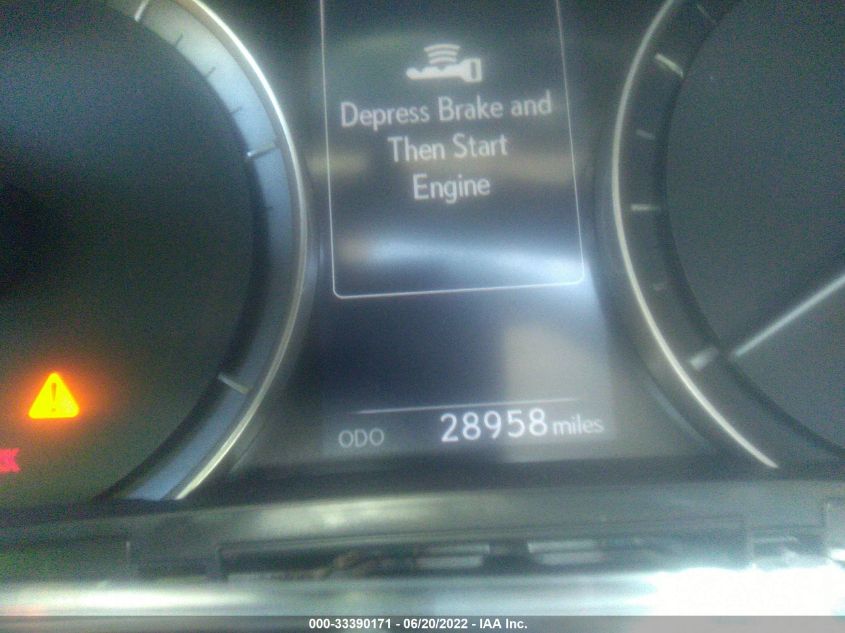 Depress Brake and
Then Start
Engine
ODO 28958 miles
000-33390171 - 06/20/2022 - IAA Inc.